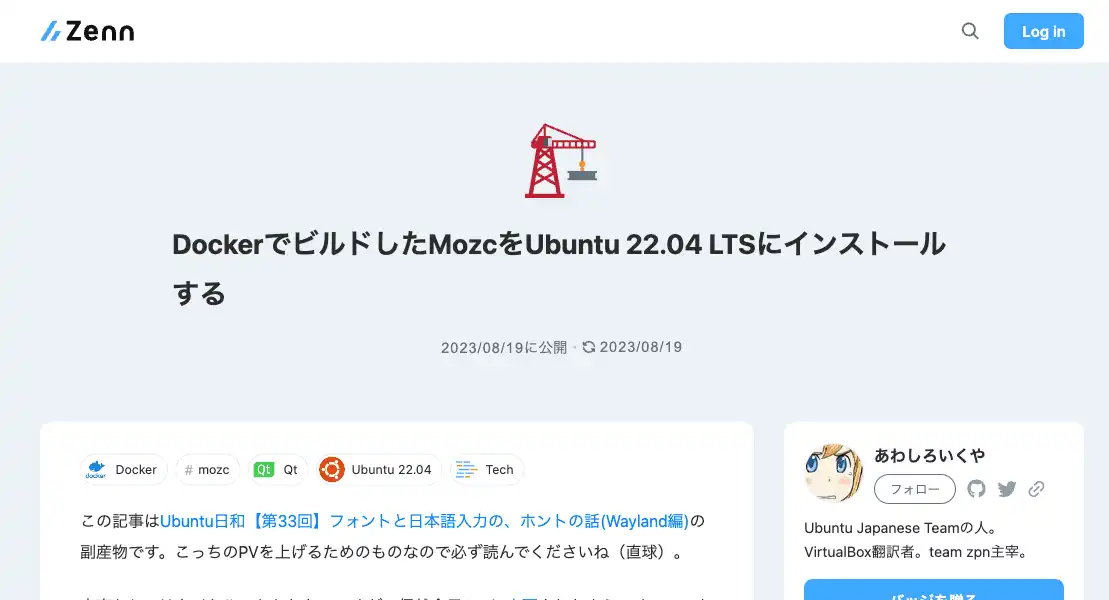 Zenn
Log in
DockerでビルドしたMozcをUbuntu 22.04 LTSにインストール
する
2023/08/19に公開・2023/08/19
docker Docker
# mozc
Qt Qt
Ubuntu 22.04
Tech
この記事はUbuntu日和【第33回】フォントと日本語入力の、ホントの話(Wayland編)の
副産物です。こっちのPVを上げるためのものなので必ず読んでくださいね（直球）。
あわしろいくや
フォロー
Ubuntu Japanese Teamの人。
VirtualBox翻訳者。team zpn主宰。
バッジを贈る